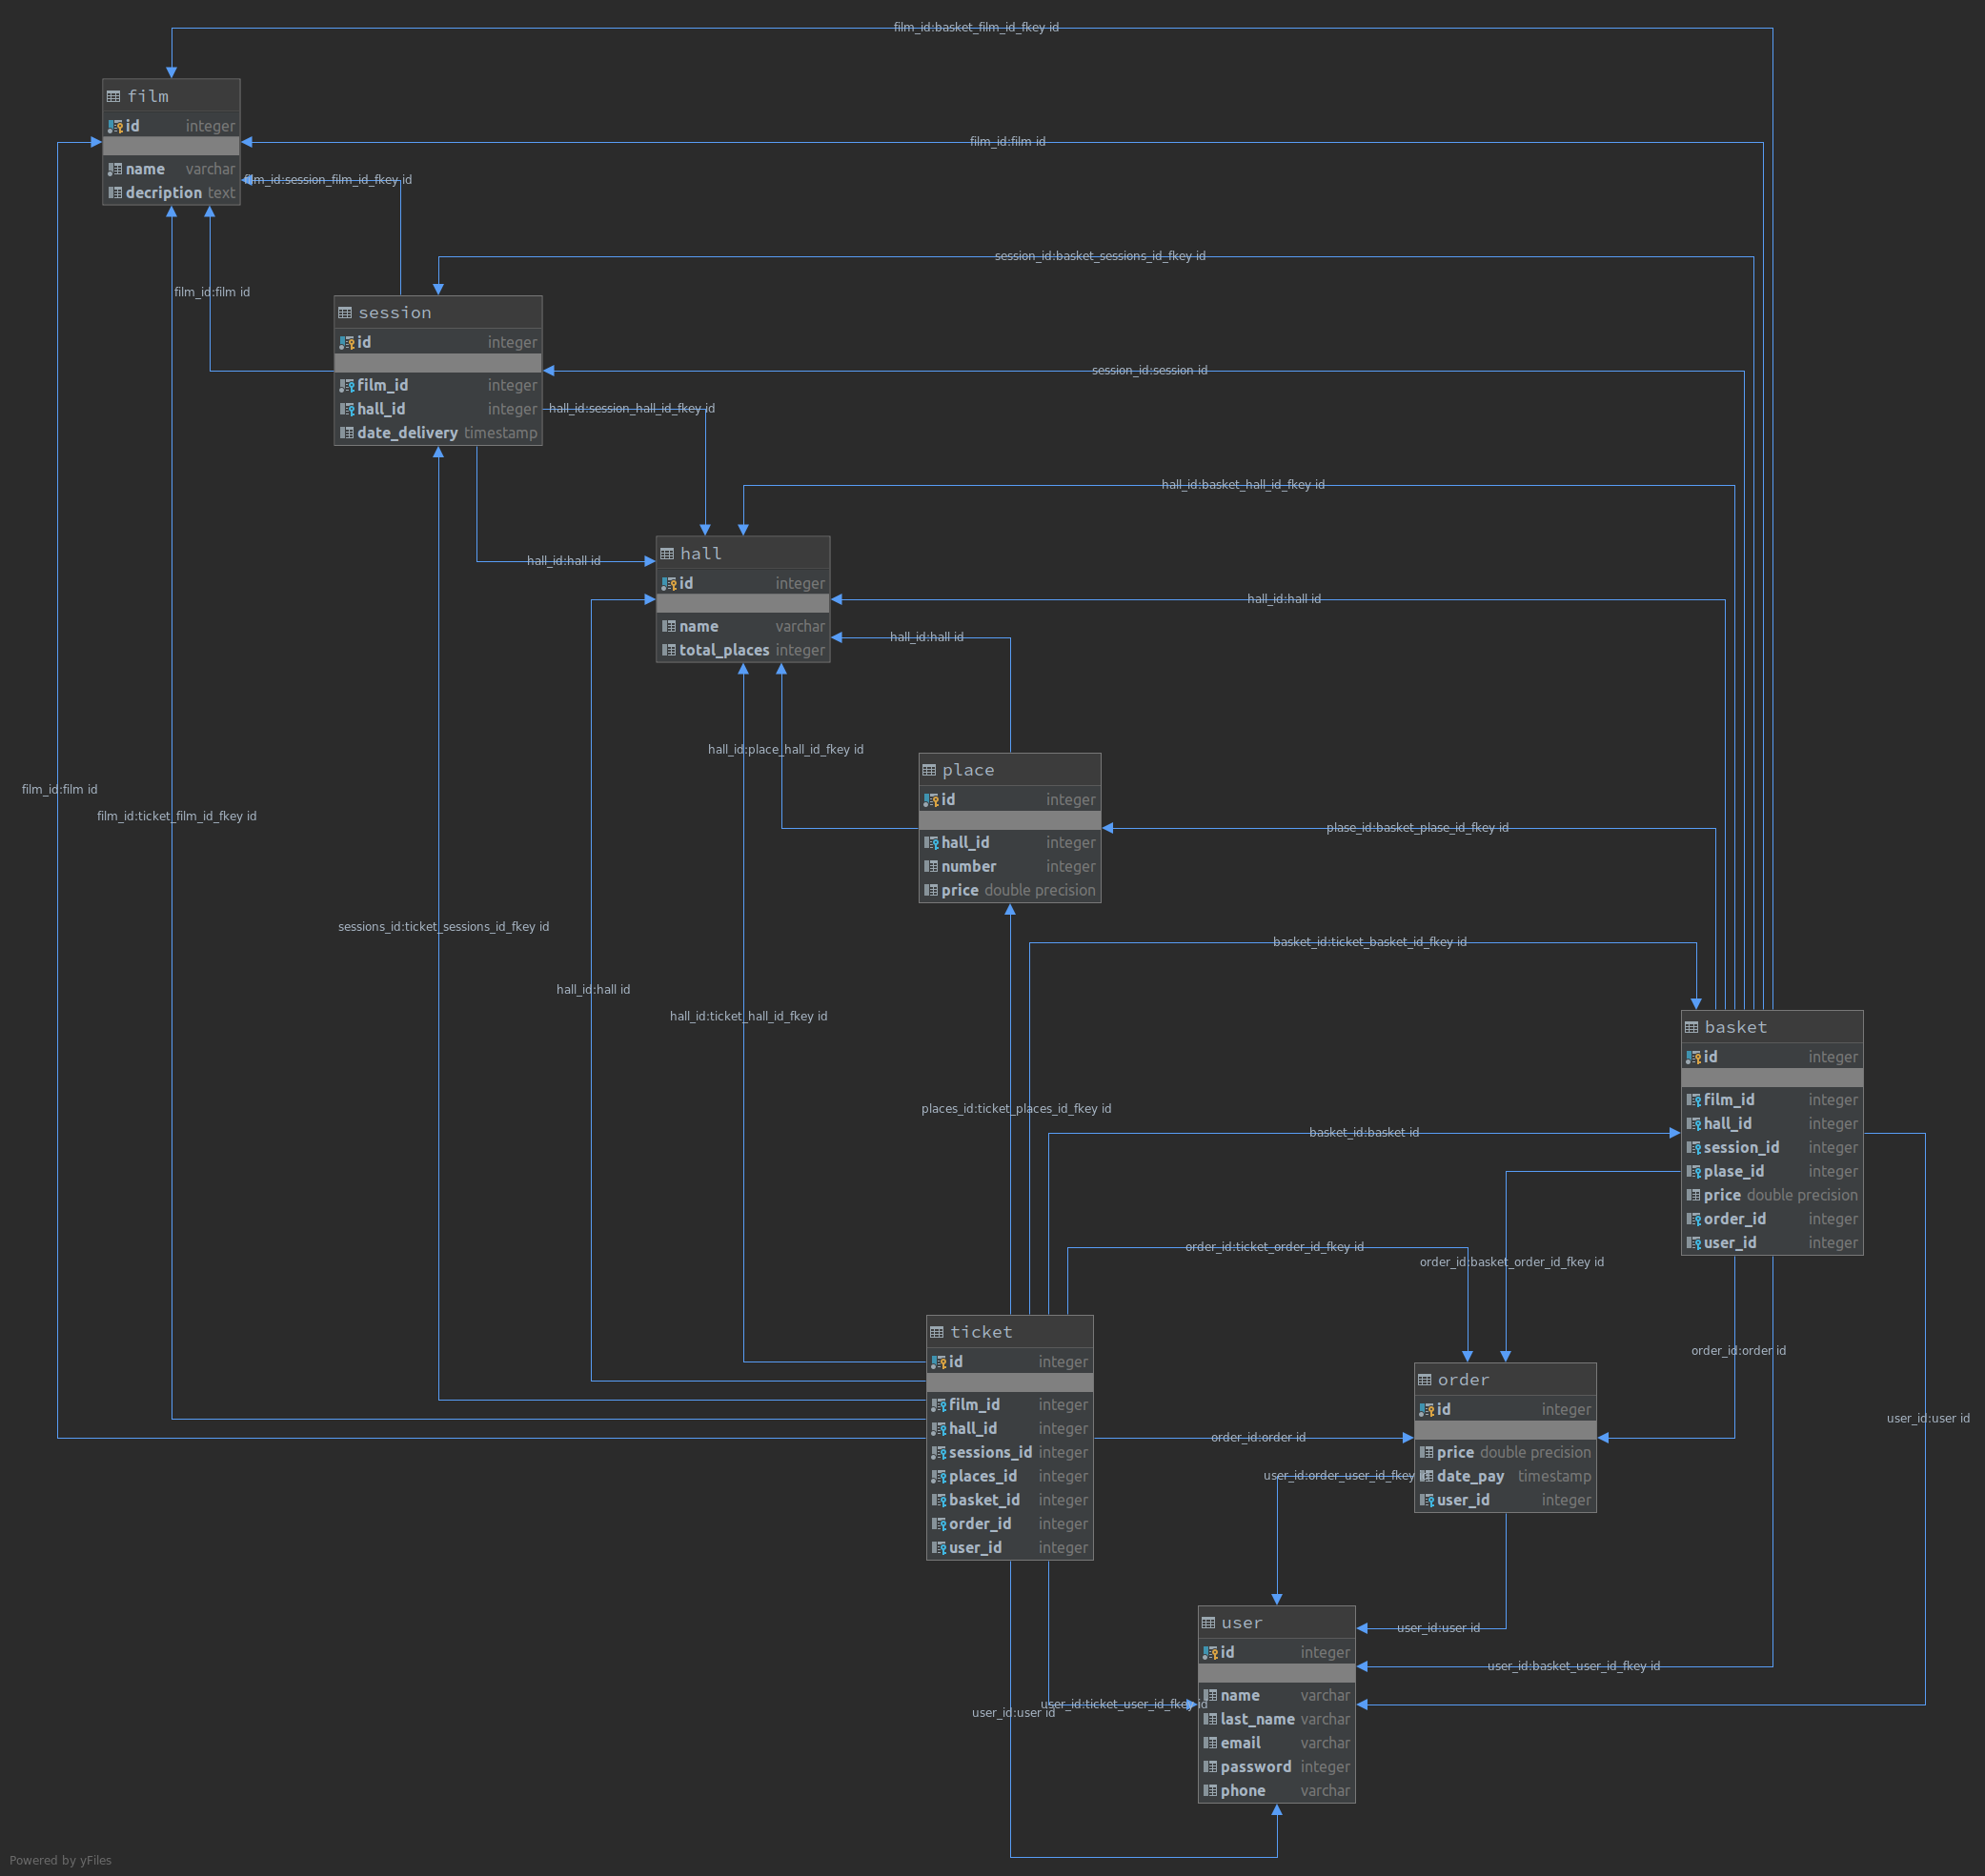 film_id:basket_film_id_fkey id
film
id integer
name varchar
decription text
film_id:film id
film_id:session_film_id_fkey id
session_id:basket_sessions_id_fkey id
film_id:film id
session
id integer
film_id integer
hall_id integer
date_delivery timestamp
session_id:session id
hall_id:session_hall_id_fkey id
hall_id:basket_hall_id_fkey id
hall_id:hall id
hall
id integer
name varchar
total_places integer
hall_id:hall id
hall_id:hall id
hall_id:place_hall_id_fkey id
place
id integer
hall_id integer
number integer
price double precision
film_id:film id
film_id:ticket_film_id_fkey id
plase_id:basket_plase_id_fkey id
sessions_id:ticket_sessions_id_fkey id
basket_id:ticket_basket_id_fkey id
hall_id:hall id
hall_id:ticket_hall_id_fkey id
basket
id integer
film_id integer
hall_id integer
session_id integer
plase_id integer
price double precision
order_id integer
user_id integer
places_id:ticket_places_id_fkey id
basket_id:basket id
order_id:ticket_order_id_fkey id
order_id:basket_order_id_fkey id
ticket
id integer
film_id integer
hall_id integer
sessions_id integer
places_id integer
basket_id integer
order_id integer
user_id integer
order_id:order id
order
id integer
price double precision
date_pay timestamp
user_id integer
user_id:user id
order_id:order id
user_id:order_user_id_fkey
user
id integer
name varchar
last_name varchar
email varchar
password integer
phone varchar
user_id:user id
user_id:basket_user_id_fkey id
user_id:ticket_user_id_fkey id
user_id:user id
Powered by yFiles